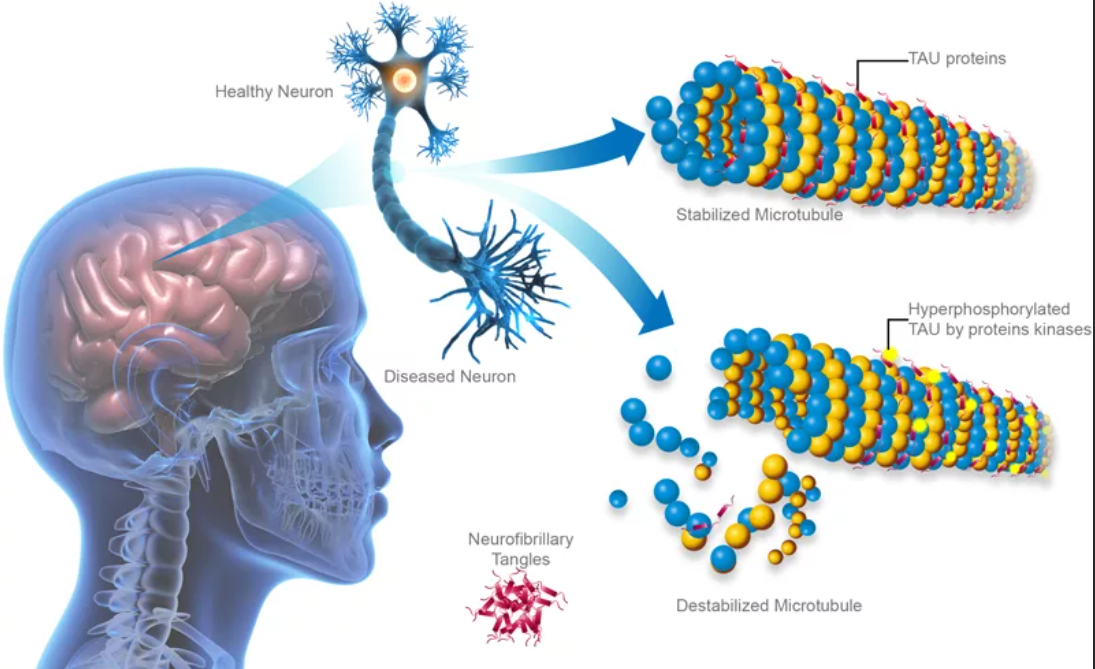 Healthy Neuron
TAU proteins
Stabilized Microtubule
Hyperphosphorylated
TAU by proteins kinases
Diseased Neuron
Neurofibrillary
Tangles
Destabilized Microtubule